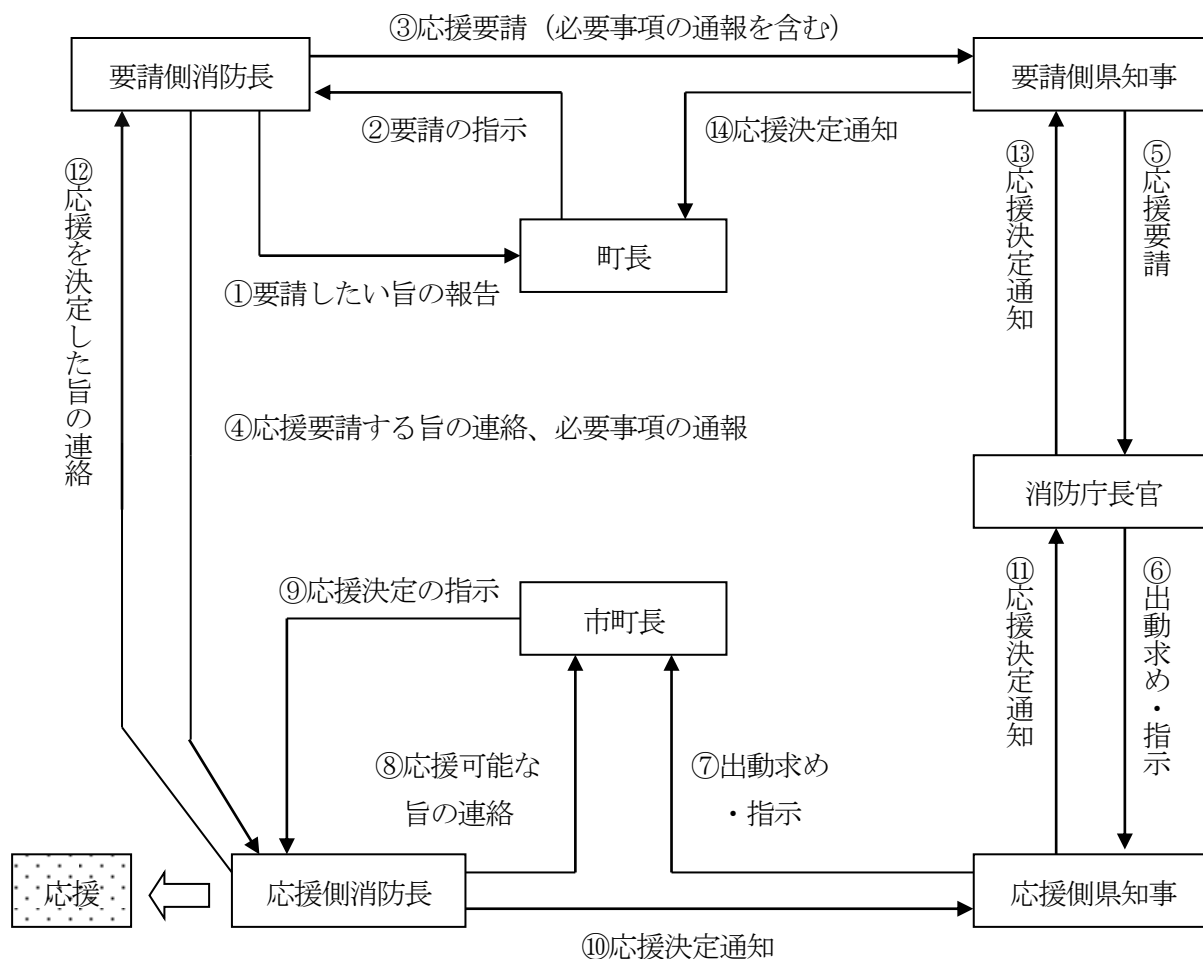 ③応援要請（必要事項の通報を含む）
要請側消防長
要請側県知事
②要請の指示
⑭応援決定通知
⑫応援を決定した旨の連絡
⑬応援決定通知
⑤応援要請
町長
①要請したい旨の報告
④応援要請する旨の連絡、必要事項の通報
消防庁長官
⑨応援決定の指示
市町長
⑪応援決定通知
⑥出動求め・指示
⑧応援可能な
旨の連絡
⑦出動求め
・指示
応援
応援側消防長
応援側県知事
⑩応援決定通知